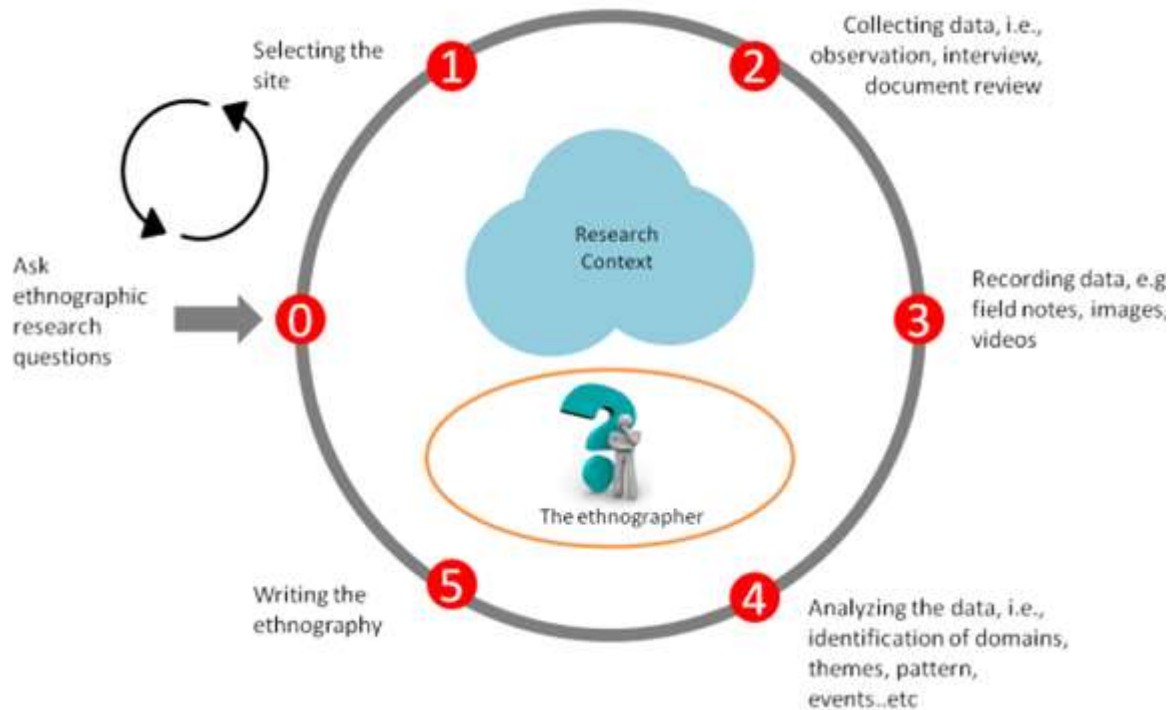 Selecting the
site
1
2
Collecting data, i.e.,
observation, interview,
document review
Research
Context
Ask
ethnographic
research
questions
0
3
Recording data, e.g
field notes, images,
videos
The ethnographer
Writing the
ethnography
5
4
Analyzing the data, i.e.,
identification of domains,
themes, pattern,
events..etc